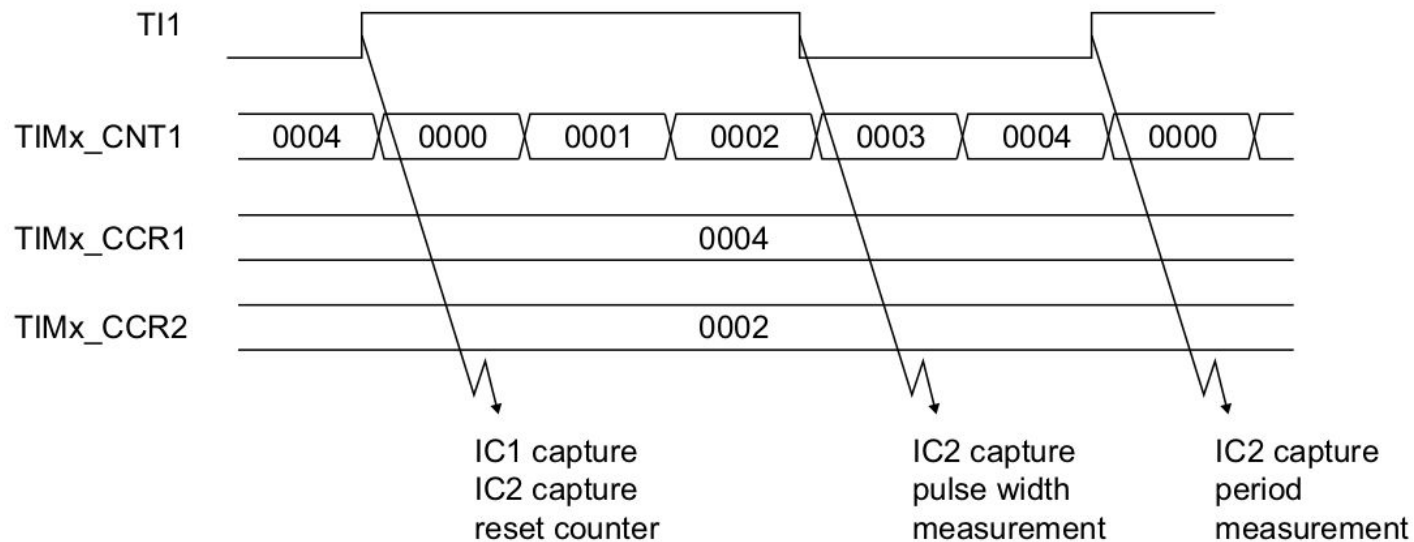 TI1
TIMx_CNT1 0004 0000 0001 0002 0003 0004 0000
TIMx_CCR1 0004
TIMx_CCR2 0002
IC1 capture
IC2 capture
reset counter
IC2 capture
pulse width
measurement
IC2 capture
period
measurement